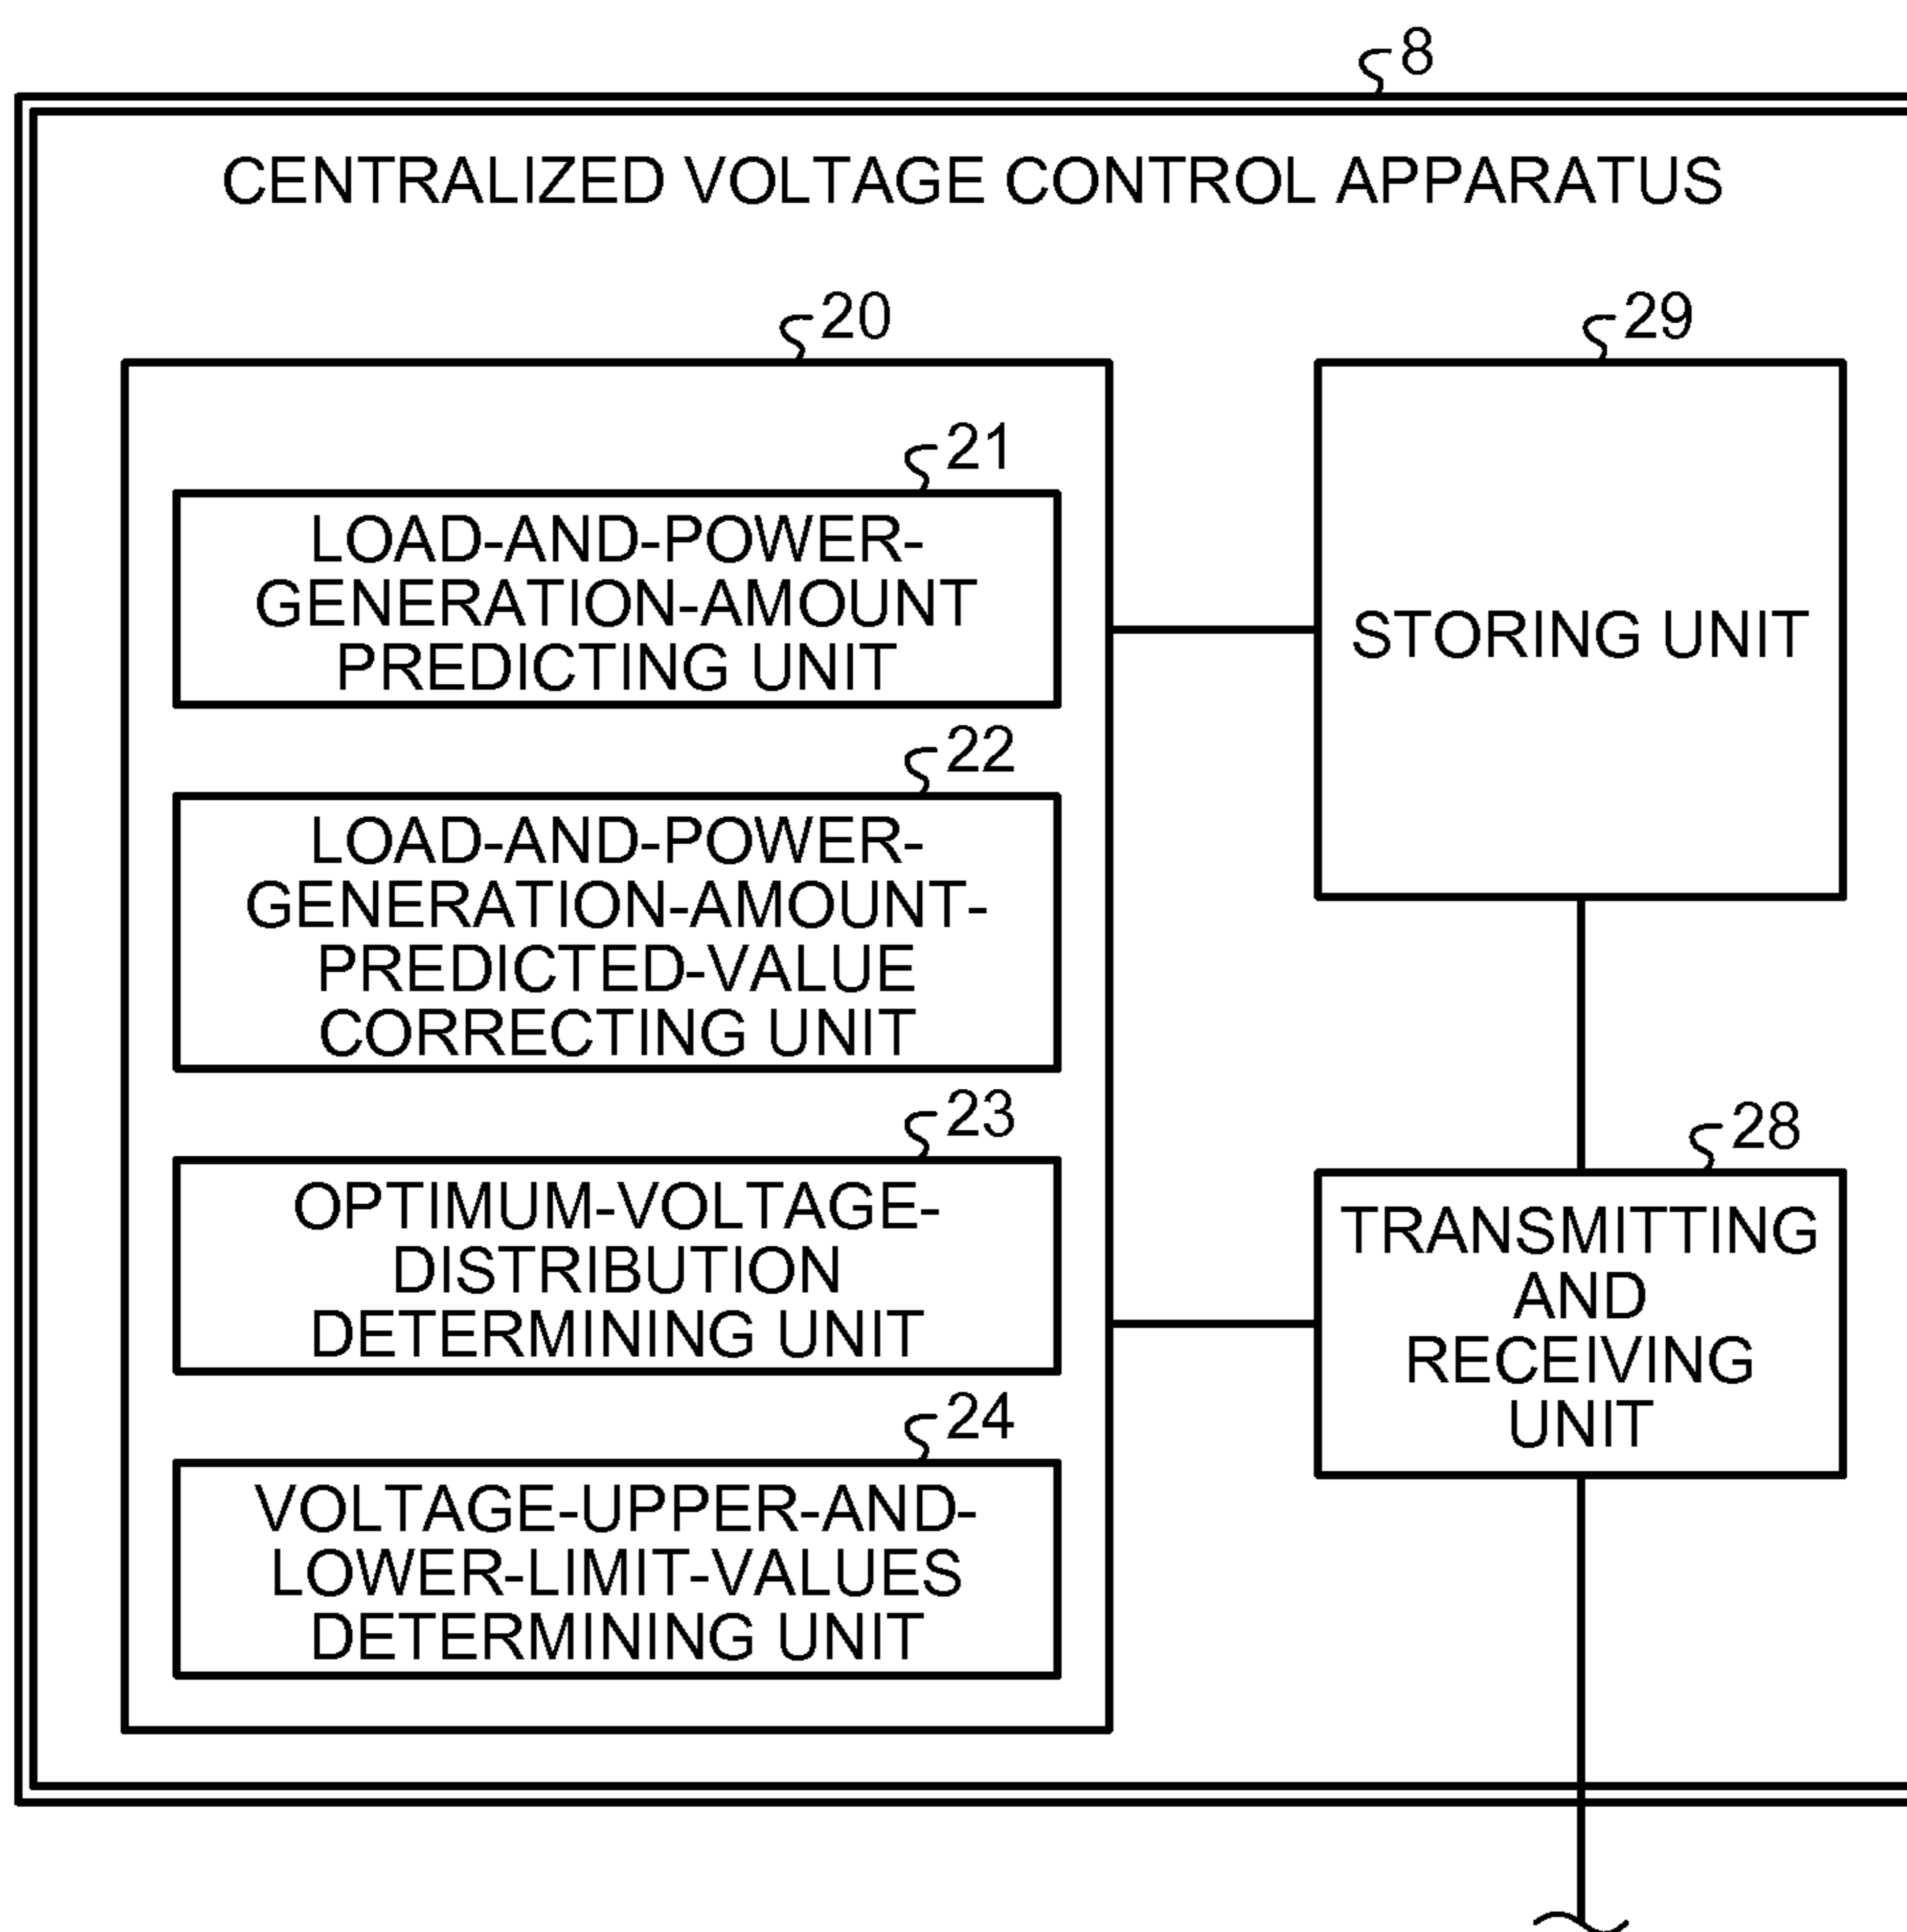 8
CENTRALIZED VOLTAGE CONTROL APPARATUS
20
21
LOAD-AND-POWER-
GENERATION-AMOUNT
PREDICTING UNIT
22
LOAD-AND-POWER-
GENERATION-AMOUNT-
PREDICTED-VALUE
CORRECTING UNIT
23
OPTIMUM-VOLTAGE-
DISTRIBUTION
DETERMINING UNIT
24
VOLTAGE-UPPER-AND-
LOWER-LIMIT-VALUES
DETERMINING UNIT
29
STORING UNIT
28
TRANSMITTING
AND
RECEIVING
UNIT